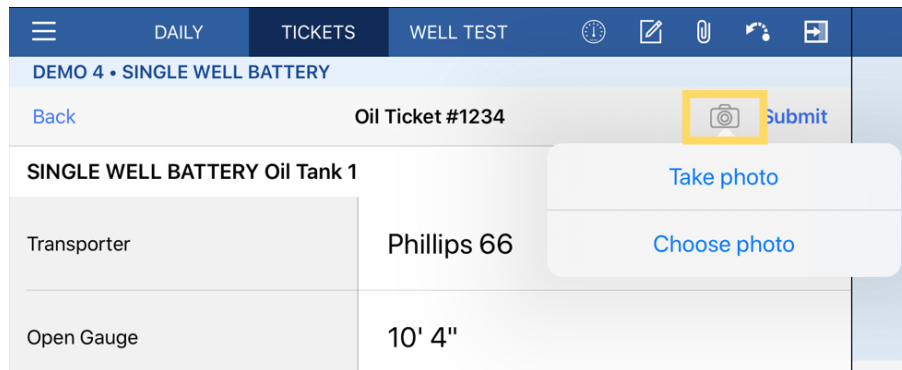 DAILY TICKETS WELL TEST
DEMO 4 • SINGLE WELL BATTERY
Back Oil Ticket #1234 Submit
SINGLE WELL BATTERY Oil Tank 1
Take photo
Transporter Phillips 66 Choose photo
Open Gauge 10' 4"